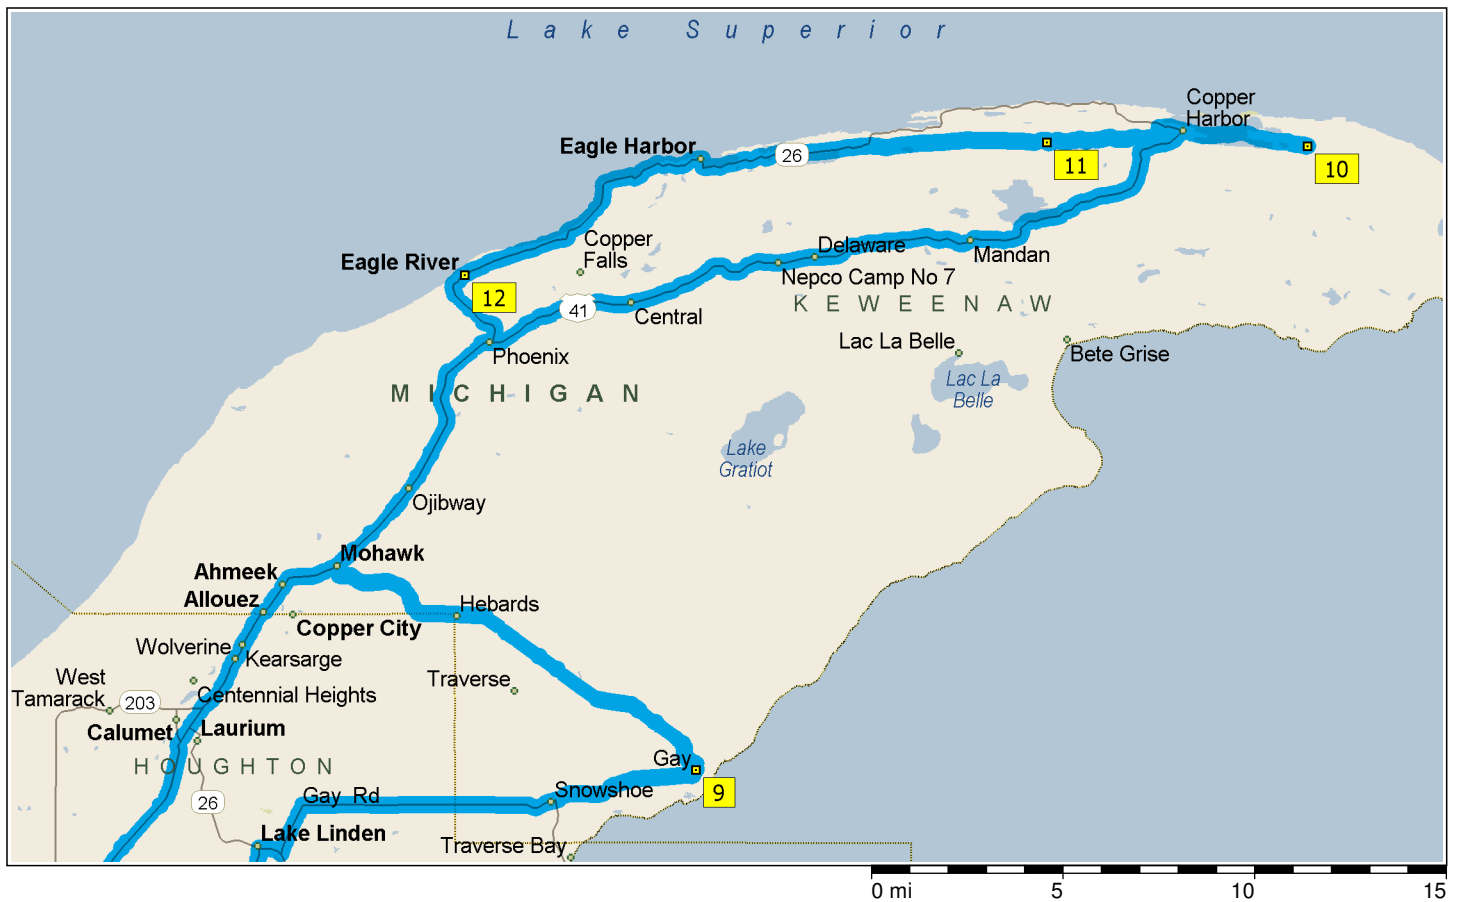 Lake Superior
Copper
Harbor
Eagle Harbor
26
11
10
Copper
Falls
Delaware
Mandan
Eagle River
Nepco Camp No 7
12
41
Central
KEWEENAW
Phoenix
Lac La Belle
Bete Grise
MICHIGAN
Lac La
Belle
Lake
Gratiot
Ojibway
Mohawk
Ahmeek
Allouez
Hebards
Copper City
Wolverine
Kearsarge
West
Tamarack
203
Centennial Heights
Traverse
Calumet
Laurium
HOUGHTON
Gay
9
Snowshoe
26
Gay Rd
Lake Linden
Traverse Bay
0 mi 5 10 15